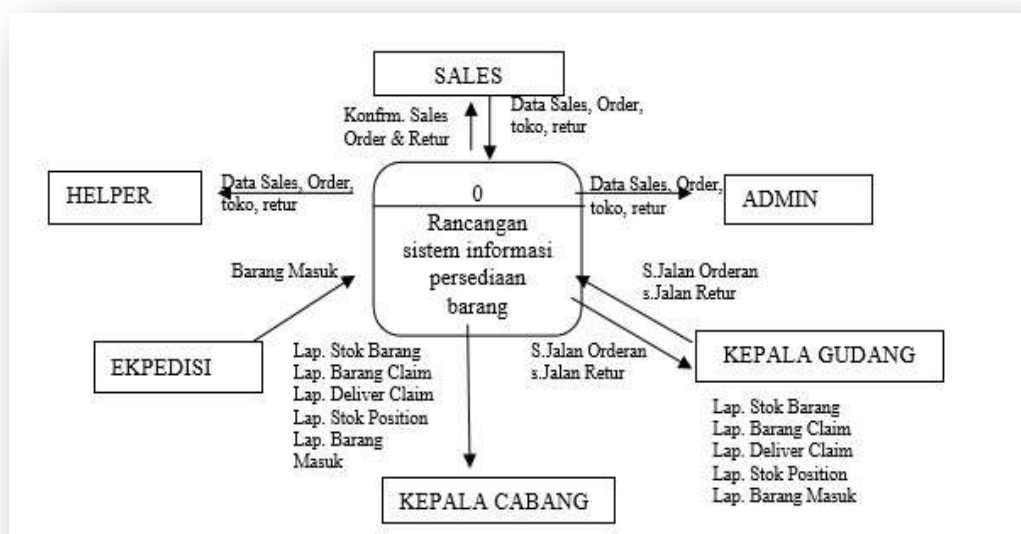 SALES
Konfrm. Sales
Order & Retur
Data Sales, Order,
toko, retur
HELPER
Data Sales, Order,
toko, retur
0
Rancangan
sistem informasi
persediaan
barang
Data Sales, Order,
toko, retur
ADMIN
Barang Masuk
EKPEDISI
S.Jalan Orderan
s.Jalan Retur
S.Jalan Orderan
s.Jalan Retur
KEPALA GUDANG
Lap. Stok Barang
Lap. Barang Claim
Lap. Deliver Claim
Lap. Stok Position
Lap. Barang
Masuk
Lap. Stok Barang
Lap. Barang Claim
Lap. Deliver Claim
Lap. Stok Position
Lap. Barang Masuk
KEPALA CABANG